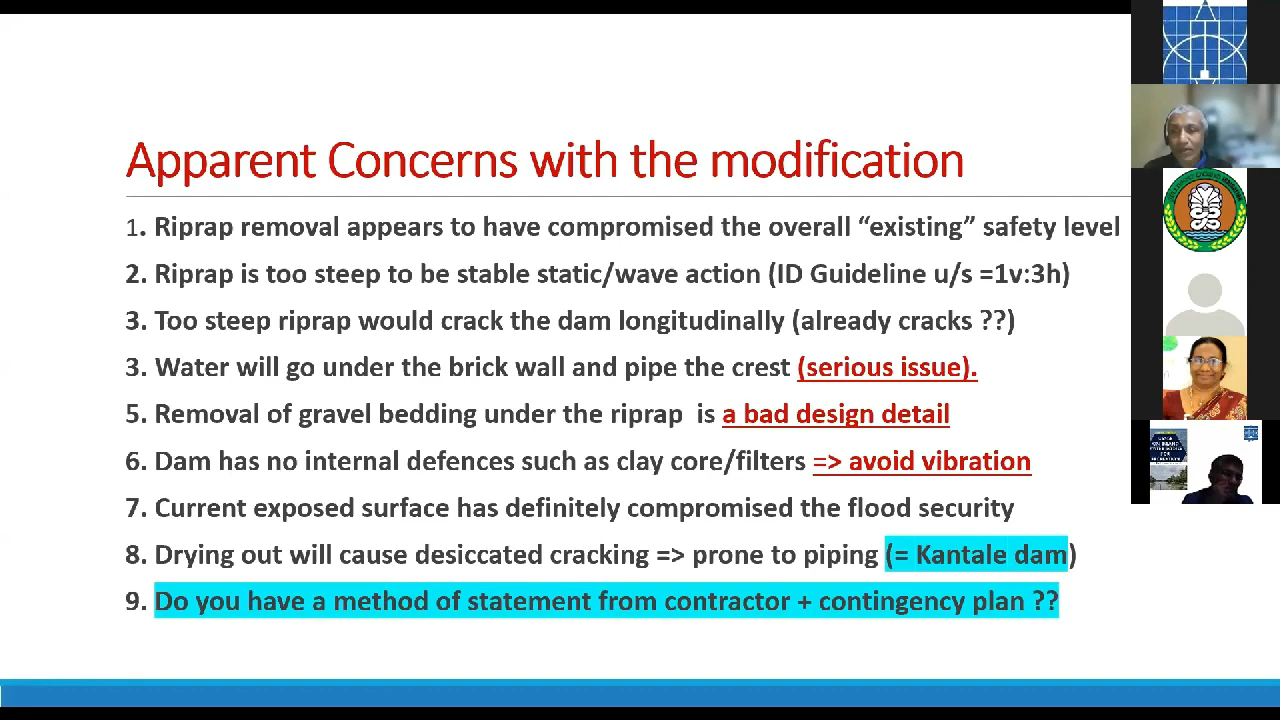 Apparent Concerns with the modification
1. Riprap removal appears to have compromised the overall “existing” safety level
2. Riprap is too steep to be stable static/wave action (ID Guideline u/s =1v:3h)
3. Too steep riprap would crack the dam longitudinally (already cracks ??)
3. Water will go under the brick wall and pipe the crest (serious issue).
5. Removal of gravel bedding under the riprap  is a bad design detail
6. Dam has no internal defences such as clay core/filters => avoid vibration
7. Current exposed surface has definitely compromised the flood security
8. Drying out will cause desiccated cracking => prone to piping (= Kantale dam)
9. Do you have a method of statement from contractor + contingency plan ??